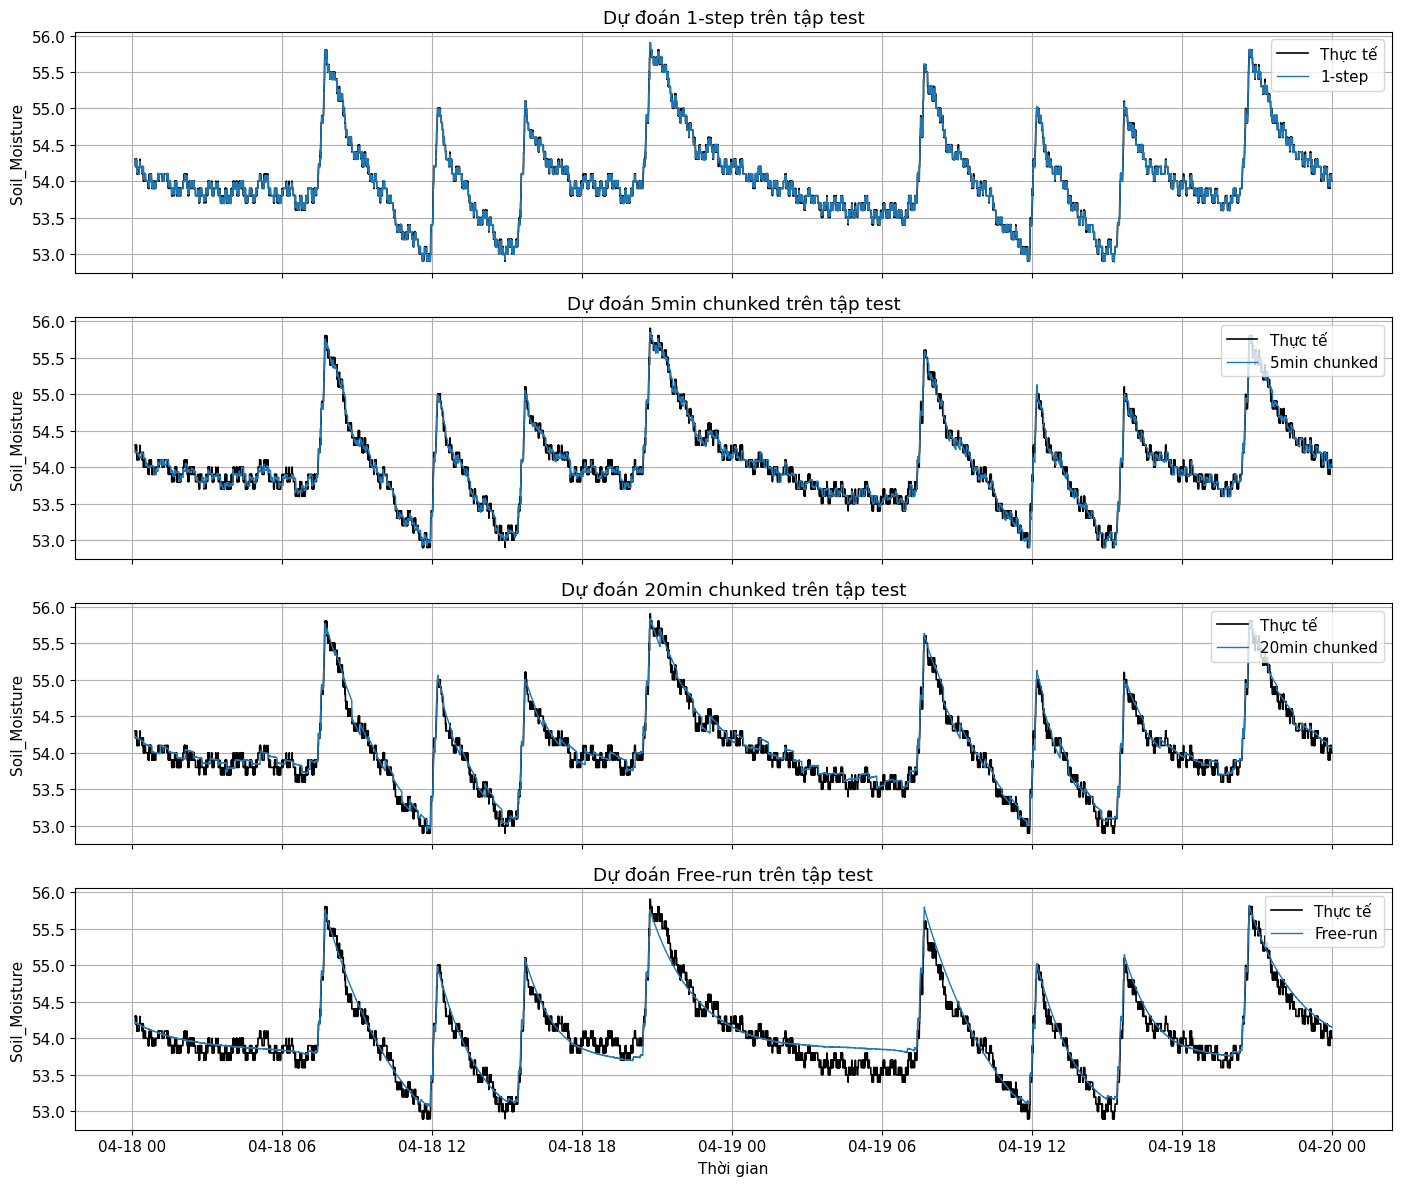 Dự đoán 1-step trên tập test
Soil_Moisture
56.0
55.5
55.0
54.5
54.0
53.5
53.0
Thực tế
1-step
Dự đoán 5min chunked trên tập test
Soil_Moisture
56.0
55.5
55.0
54.5
54.0
53.5
53.0
Thực tế
5min chunked
Dự đoán 20min chunked trên tập test
Soil_Moisture
56.0
55.5
55.0
54.5
54.0
53.5
53.0
Thực tế
20min chunked
Dự đoán Free-run trên tập test
Soil_Moisture
56.0
55.5
55.0
54.5
54.0
53.5
53.0
Thực tế
Free-run
04-18 00 04-18 06 04-18 12 04-18 18 04-19 00 04-19 06 04-19 12 04-19 18 04-20 00
Thời gian